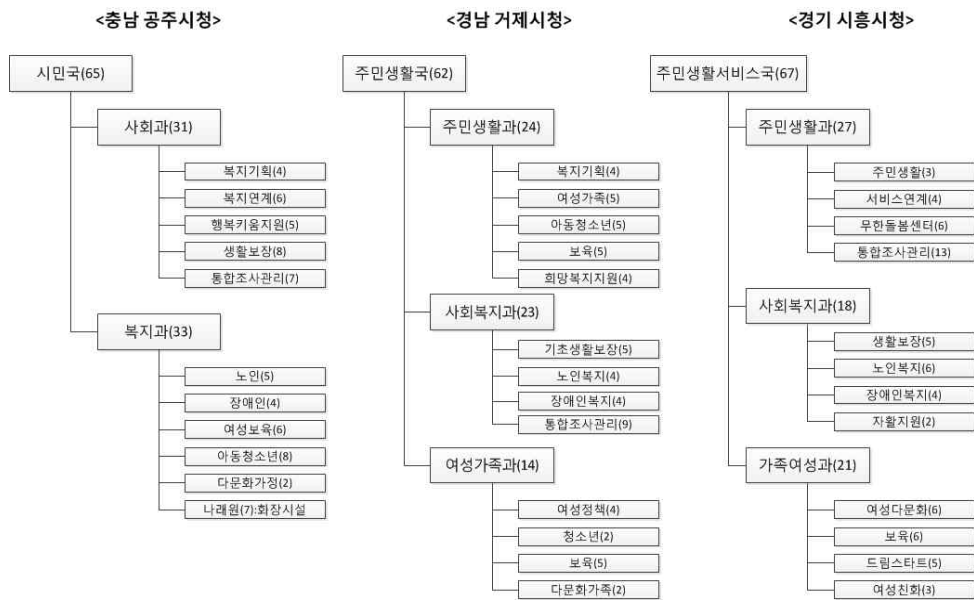 <충남 공주시청>
시민국(65)
사회과(31)
복지기획(4)
복지연계(6)
행복키움지원(5)
생활보장(8)
통합조사관리(7)
복지과(33)
노인(5)
장애인(4)
여성보육(6)
아동청소년(8)
다문화가정(2)
나래원(7):화장시설
<경남 거제시청>
주민생활국(62)
주민생활과(24)
복지기획(4)
여성가족(5)
아동청소년(5)
보육(5)
희망복지지원(4)
사회복지과(23)
기초생활보장(5)
노인복지(4)
장애인복지(4)
통합조사관리(9)
여성가족과(14)
여성정책(4)
청소년(2)
보육(5)
다문화가족(2)
<경기 시흥시청>
주민생활서비스국(67)
주민생활과(27)
주민생활(3)
서비스연계(4)
무한돌봄센터(6)
통합조사관리(13)
사회복지과(18)
생활보장(5)
노인복지(6)
장애인복지(4)
자활지원(2)
가족여성과(21)
여성다문화(6)
보육(6)
드림스타트(5)
여성친화(3)